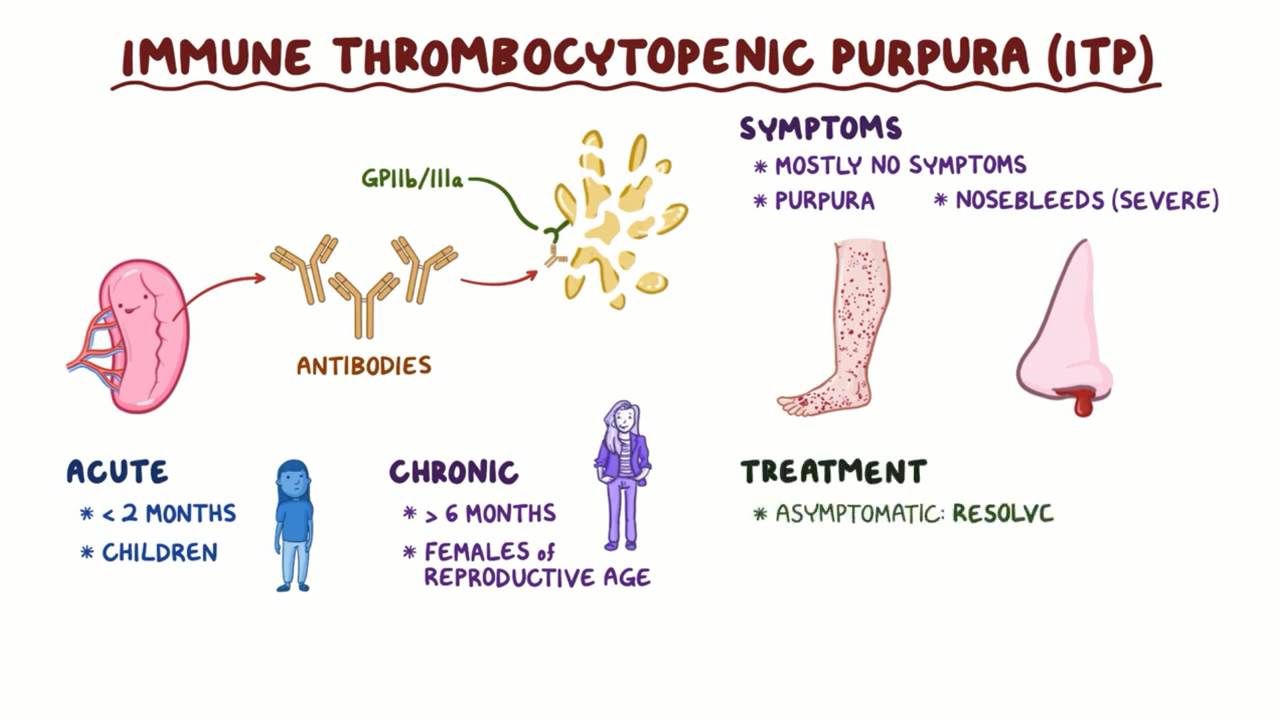 IMMUNE THROMBOCYTOPENIC PURPURA (ITP)
GPIIb/IIIa
ANTIBODIES
SYMPTOMS
* MOSTLY NO SYMPTOMS
* PURPURA * NOSEBLEEDS (SEVERE)
ACUTE
* < 2 MONTHS
* CHILDREN
CHRONIC
* > 6 MONTHS
* FEMALES of
REPRODUCTIVE AGE
TREATMENT
* ASYMPTOMATIC: RESOLVC